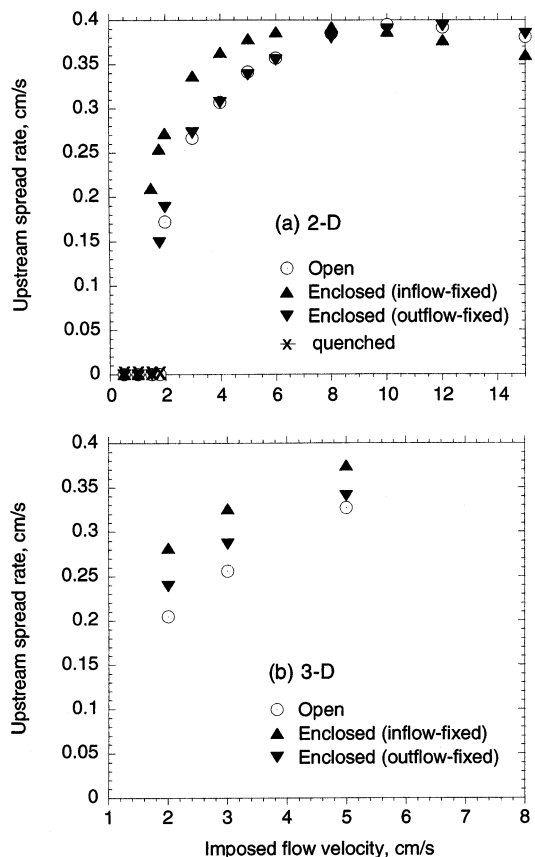 Upstream spread rate, cm/s
0.4
0.35
0.3
0.25
0.2
0.15
0.1
0.05
0
(a) 2-D
Open
Enclosed (inflow-fixed)
Enclosed (outflow-fixed)
quenched
0 2 4 6 8 10 12 14
Upstream spread rate, cm/s
0.4
0.35
0.3
0.25
0.2
0.15
0.1
0.05
0
(b) 3-D
Open
Enclosed (inflow-fixed)
Enclosed (outflow-fixed)
1 2 3 4 5 6 7 8
Imposed flow velocity, cm/s